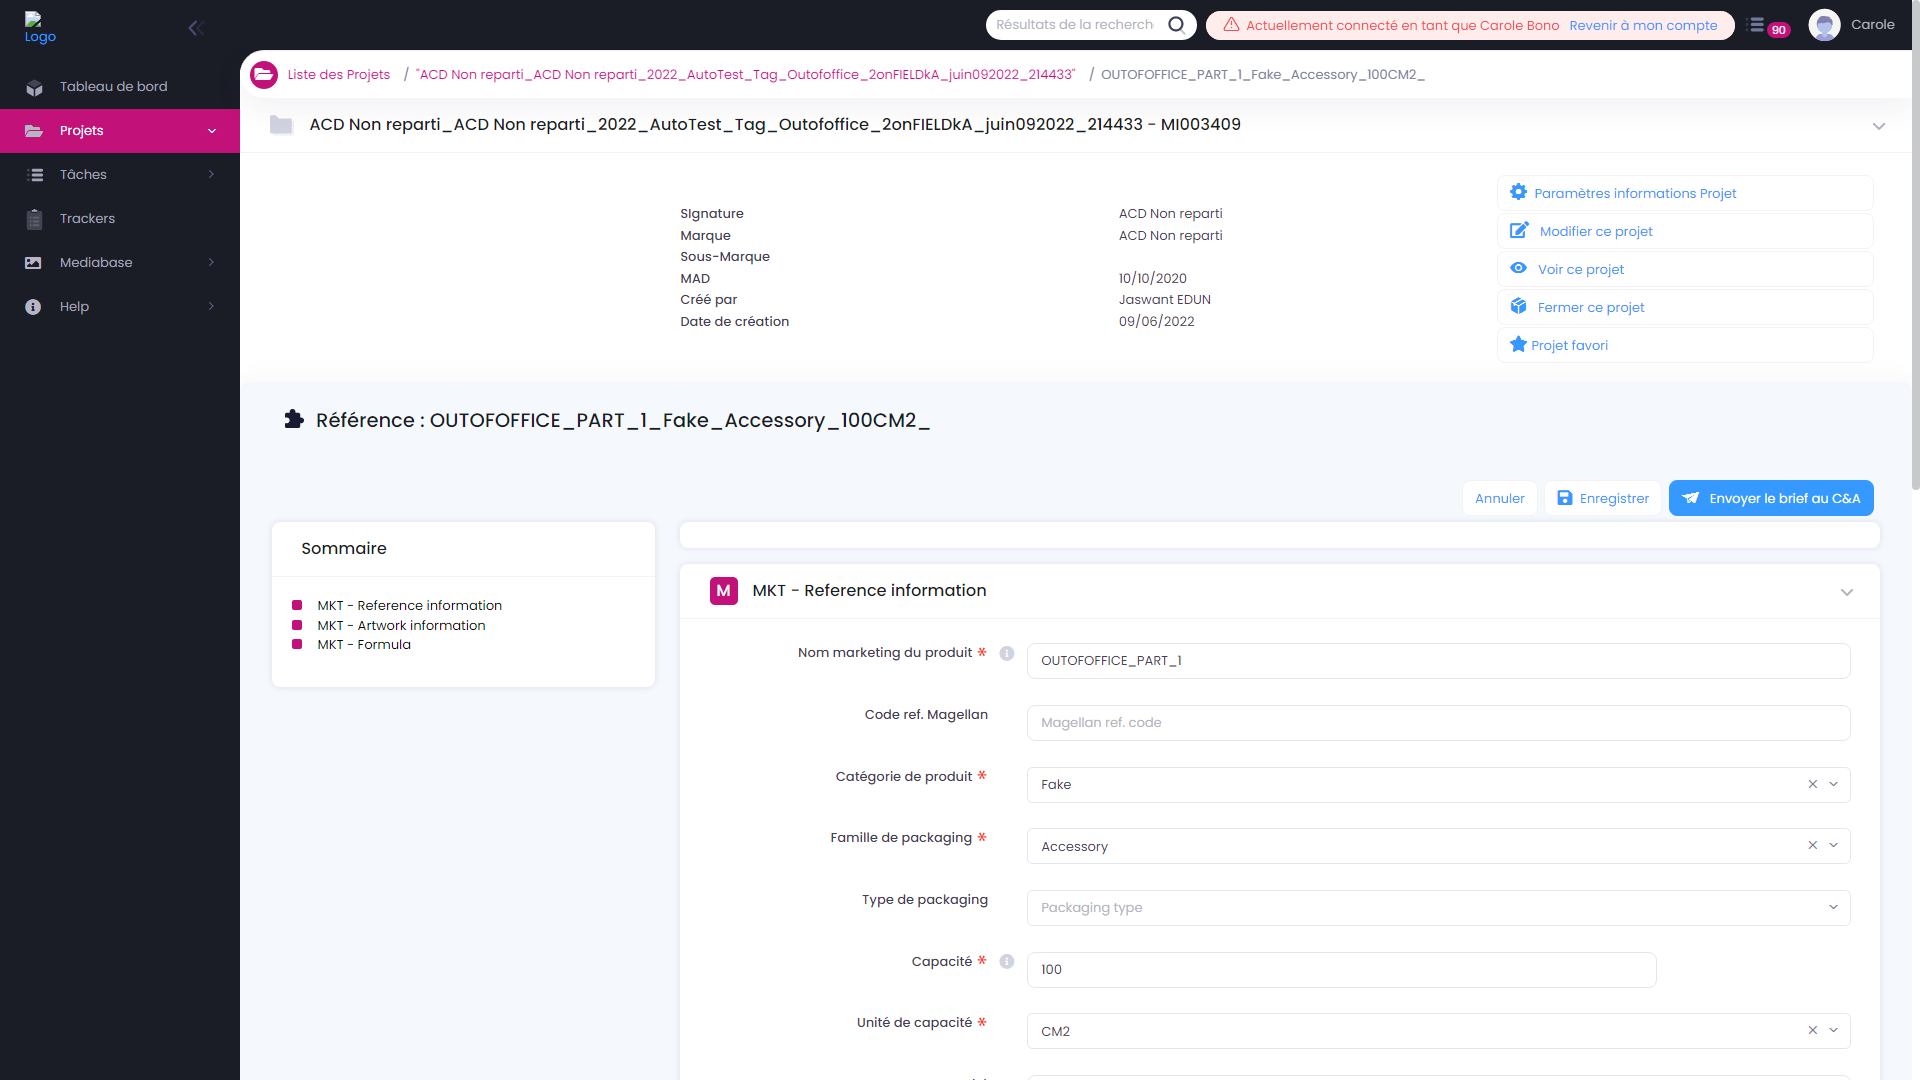 Logo
Résultats de la recherch
Actuellement connecté en tant que Carole Bono Revenir à mon compte
90
Carole
Tableau de bord
Projets
Tâches
Trackers
Mediabase
Help
Liste des Projets / "ACD Non reparti_ACD Non reparti_2022_AutoTest_Tag_Outofoffice_2onFIELDkA_juin092022_214433" / OUTOFOFFICE_PART_1_Fake_Accessory_100CM2_
ACD Non reparti_ACD Non reparti_2022_AutoTest_Tag_Outofoffice_2onFIELDkA_juin092022_214433 - MI003409
SIgnature ACD Non reparti
Marque ACD Non reparti
Sous-Marque
MAD 10/10/2020
Créé par Jaswant EDUN
Date de création 09/06/2022
Paramètres informations Projet
Modifier ce projet
Voir ce projet
Fermer ce projet
Projet favori
Référence : OUTOFOFFICE_PART_1_Fake_Accessory_100CM2_
Annuler Enregistrer Envoyer le brief au C&A
Sommaire
MKT - Reference information
MKT - Artwork information
MKT - Formula
M MKT - Reference information
Nom marketing du produit * OUTOFOFFICE_PART_1
Code ref. Magellan Magellan ref. code
Catégorie de produit * Fake
Famille de packaging * Accessory
Type de packaging Packaging type
Capacité * 100
Unité de capacité * CM2